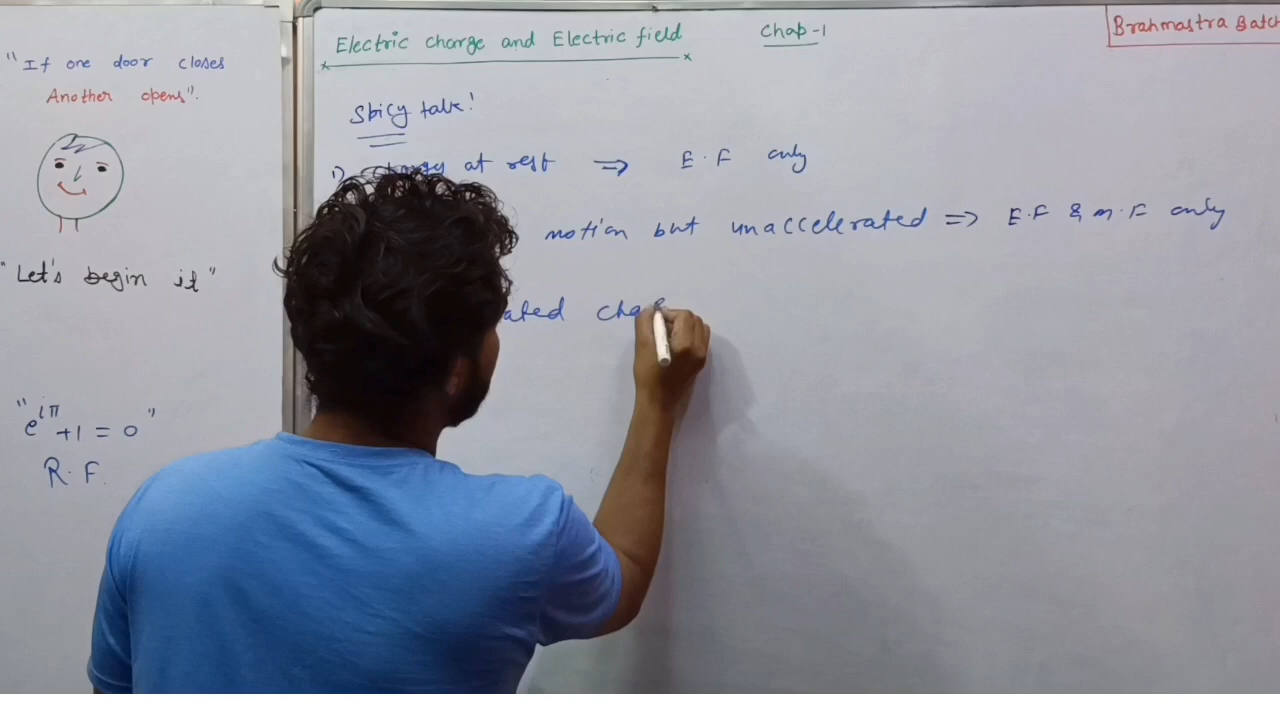 "If one door closes
Another opens".
"Let's begin it"
"e^iπ +1 = 0"
R.F.
Electric charge and Electric field
Chap-1
Brahmastra Batch
Spicy talk!
1) at rest => E.F only
motion but unaccelerated => E.F & M.F only
ated cha